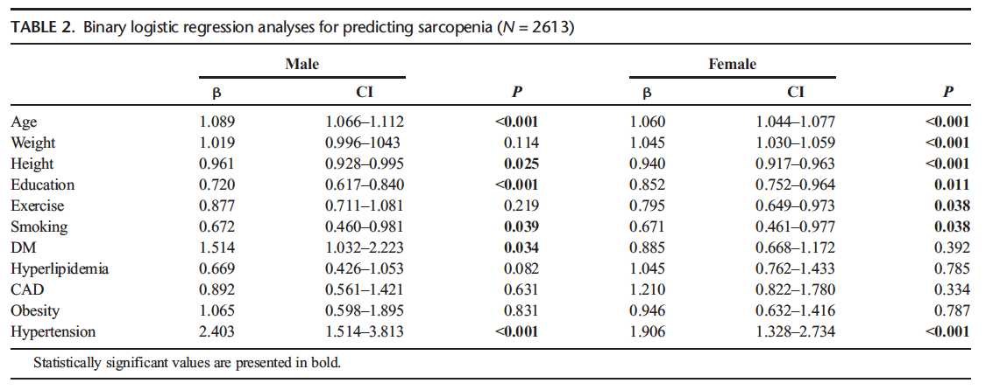 TABLE 2. Binary logistic regression analyses for predicting sarcopenia (N = 2613)
Male Female
β CI P β CI P
Age 1.089 1.066–1.112 <0.001 1.060 1.044–1.077 <0.001
Weight 1.019 0.996–1043 0.114 1.045 1.030–1.059 <0.001
Height 0.961 0.928–0.995 0.025 0.940 0.917–0.963 <0.001
Education 0.720 0.617–0.840 <0.001 0.852 0.752–0.964 0.011
Exercise 0.877 0.711–1.081 0.219 0.795 0.649–0.973 0.038
Smoking 0.672 0.460–0.981 0.039 0.671 0.461–0.977 0.038
DM 1.514 1.032–2.223 0.034 0.885 0.668–1.172 0.392
Hyperlipidemia 0.669 0.426–1.053 0.082 1.045 0.762–1.433 0.785
CAD 0.892 0.561–1.421 0.631 1.210 0.822–1.780 0.334
Obesity 1.065 0.598–1.895 0.831 0.946 0.632–1.416 0.787
Hypertension 2.403 1.514–3.813 <0.001 1.906 1.328–2.734 <0.001
Statistically significant values are presented in bold.